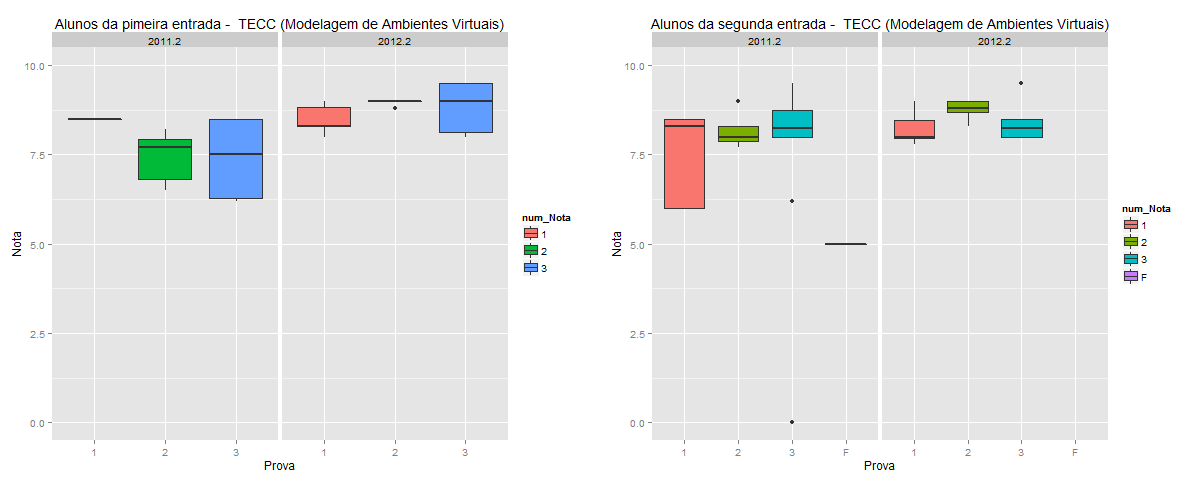 Alunos da pimeira entrada - TECC (Modelagem de Ambientes Virtuais)
2011.2
2012.2
10.0
7.5
5.0
2.5
0.0
Nota
1
2
3
1
2
3
Prova
num_Nota
1
2
3
Alunos da segunda entrada - TECC (Modelagem de Ambientes Virtuais)
2011.2
2012.2
10.0
7.5
5.0
2.5
0.0
Nota
1
2
3
F
1
2
3
F
Prova
num_Nota
1
2
3
F